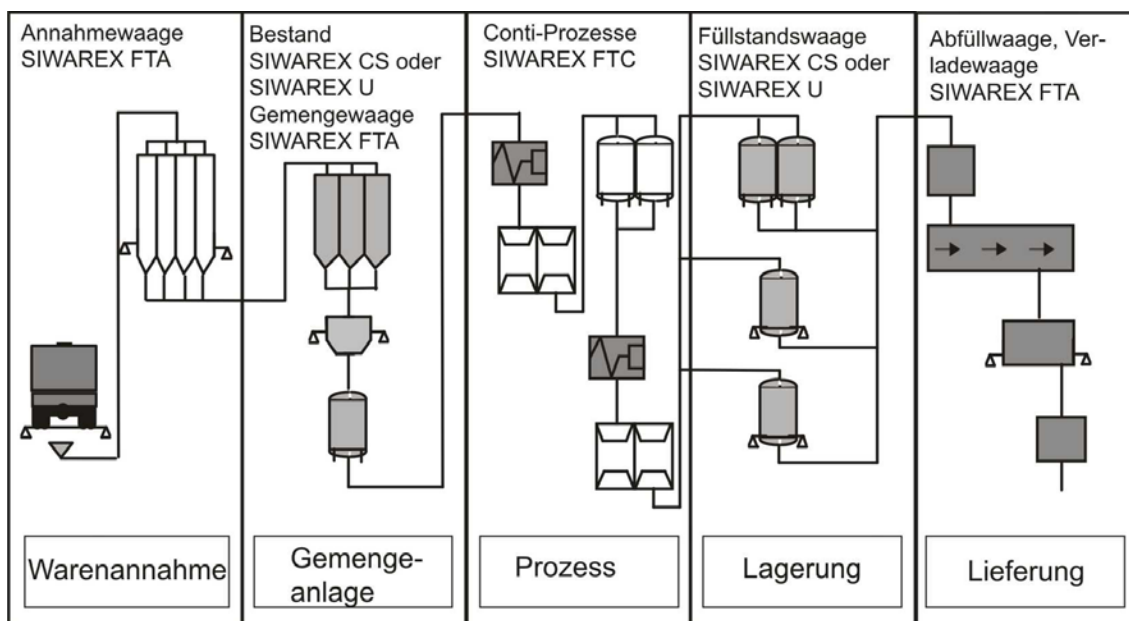 Annahmewaage
SIWAREX FTA
Bestand
SIWAREX CS oder
SIWAREX U
Gemengewaage
SIWAREX FTA
Conti-Prozesse
SIWAREX FTC
Füllstandswaage
SIWAREX CS oder
SIWAREX U
Abfüllwaage, Ver-
ladewaage
SIWAREX FTA
Warenannahme
Gemenge-
anlage
Prozess
Lagerung
Lieferung